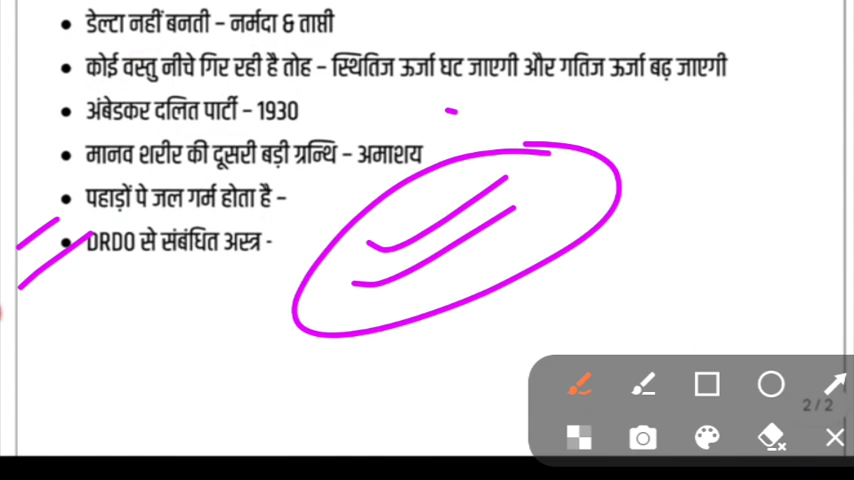 • डेल्टा नहीं बनती – नर्मदा & ताप्ती
• कोई वस्तु नीचे गिर रही है तोह – स्थितिज ऊर्जा घट जाएगी और गतिज ऊर्जा बढ़ जाएगी
• अंबेडकर दलित पार्टी – 1930
• मानव शरीर की दूसरी बड़ी ग्रन्थि – अमाशय
• पहाड़ों पे जल गर्म होता है –
• DRDO से संबंधित अस्त्र -
2 / 2